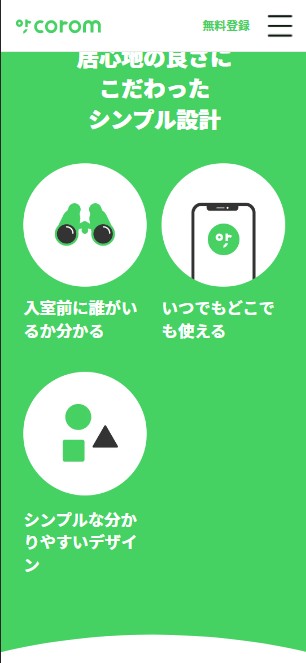 corom
無料登録
居心地の良さに
こだわった
シンプル設計
入室前に誰がい
るか分かる
いつでもどこで
も使える
シンプルな分か
りやすいデザイ
ン